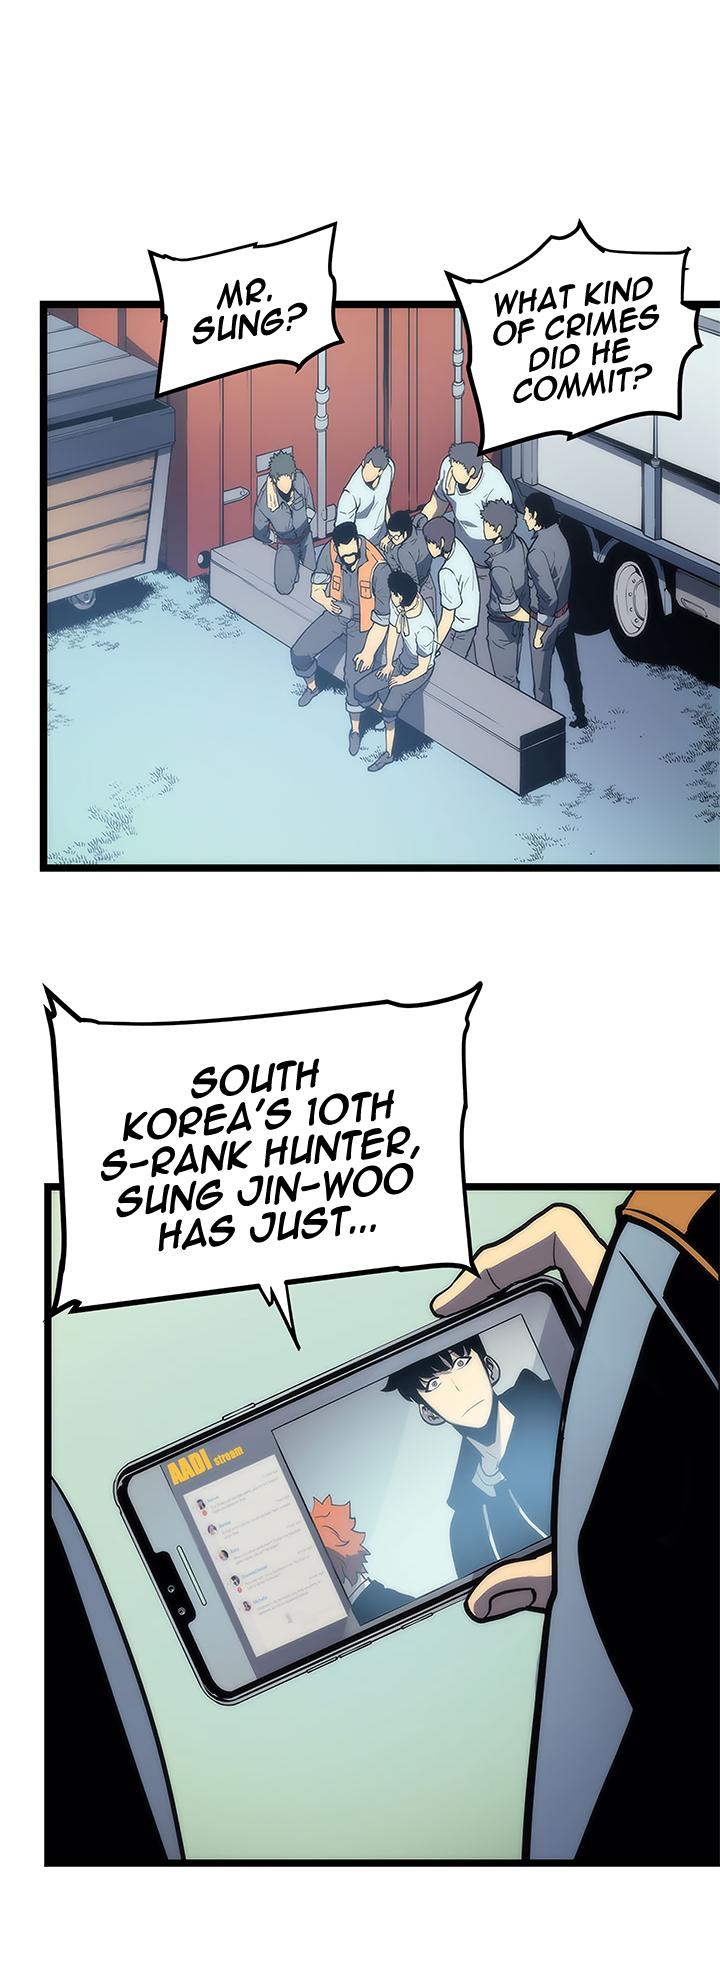 MR.
SUNG?
WHAT KIND
OF CRIMES
DID HE
COMMIT?
SOUTH
KOREA'S 10TH
S-RANK HUNTER,
SUNG JIN-WOO
HAS JUST...
AADI stream